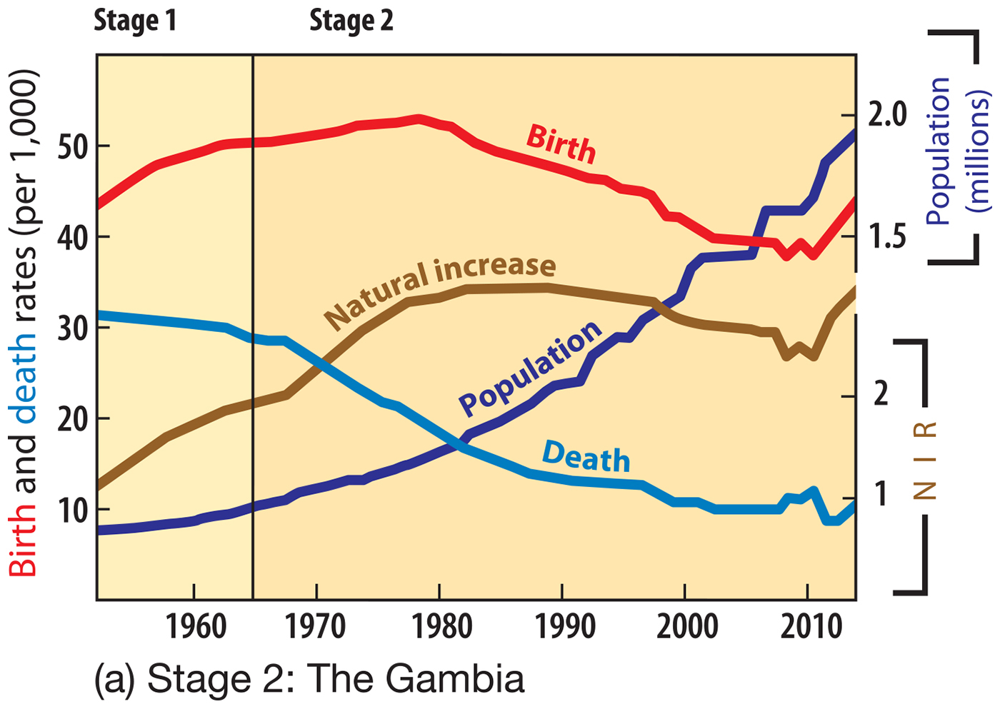 Stage 1
Stage 2
Birth and death rates (per 1,000)
50
40
30
20
10
Birth
Natural increase
Population
Death
2.0
1.5
Population
(millions)
2
1
NIR
1960
1970
1980
1990
2000
2010
(a) Stage 2: The Gambia